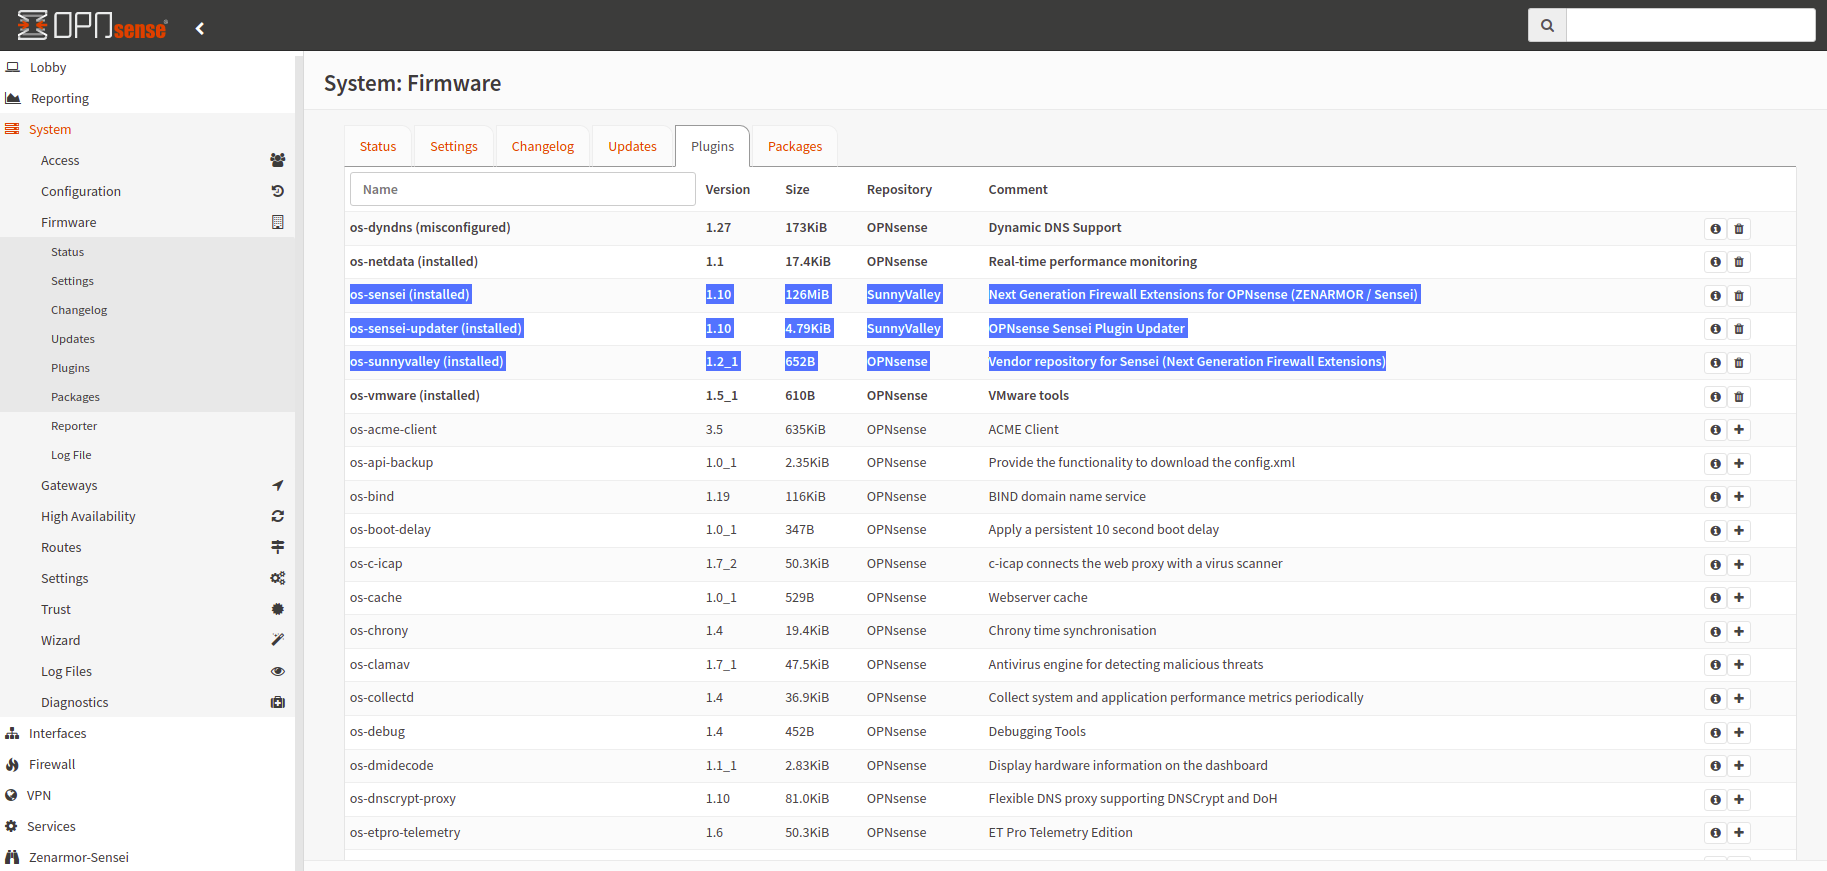 OPNsense
Lobby
Reporting
System
Access
Configuration
Firmware
Status
Settings
Changelog
Updates
Plugins
Packages
Reporter
Log File
Gateways
High Availability
Routes
Settings
Trust
Wizard
Log Files
Diagnostics
Interfaces
Firewall
VPN
Services
Zenarmor-Sensei
System: Firmware
Status Settings Changelog Updates Plugins Packages
Name Version Size Repository Comment
os-dyndns (misconfigured) 1.27 173KiB OPNsense Dynamic DNS Support
os-netdata (installed) 1.1 17.4KiB OPNsense Real-time performance monitoring
os-sensei (installed) 1.10 126MiB SunnyValley Next Generation Firewall Extensions for OPNsense (ZENARMOR / Sensei)
os-sensei-updater (installed) 1.10 4.79KiB SunnyValley OPNsense Sensei Plugin Updater
os-sunnyvalley (installed) 1.2_1 652B OPNsense Vendor repository for Sensei (Next Generation Firewall Extensions)
os-vmware (installed) 1.5_1 610B OPNsense VMware tools
os-acme-client 3.5 635KiB OPNsense ACME Client
os-api-backup 1.0_1 2.35KiB OPNsense Provide the functionality to download the config.xml
os-bind 1.19 116KiB OPNsense BIND domain name service
os-boot-delay 1.0_1 347B OPNsense Apply a persistent 10 second boot delay
os-c-icap 1.7_2 50.3KiB OPNsense c-icap connects the web proxy with a virus scanner
os-cache 1.0_1 529B OPNsense Webserver cache
os-chrony 1.4 19.4KiB OPNsense Chrony time synchronisation
os-clamav 1.7_1 47.5KiB OPNsense Antivirus engine for detecting malicious threats
os-collectd 1.4 36.9KiB OPNsense Collect system and application performance metrics periodically
os-debug 1.4 452B OPNsense Debugging Tools
os-dmidecode 1.1_1 2.83KiB OPNsense Display hardware information on the dashboard
os-dnscrypt-proxy 1.10 81.0KiB OPNsense Flexible DNS proxy supporting DNSCrypt and DoH
os-etpro-telemetry 1.6 50.3KiB OPNsense ET Pro Telemetry Edition